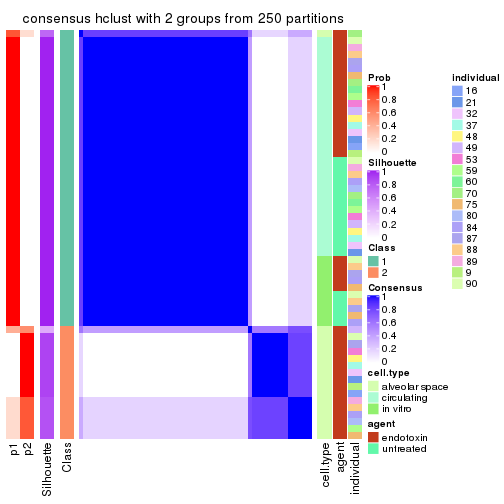 consensus hclust with 2 groups from 250 partitions
p1
p2
Silhouette
Class
cell.type
agent
individual
Prob
1
0.8
0.6
0.4
0.2
0
Silhouette
1
0.8
0.6
0.4
0.2
0
Class
1
2
Consensus
1
0.8
0.6
0.4
0.2
0
cell.type
alveolar space
circulating
in vitro
agent
endotoxin
untreated
individual
16
21
32
37
48
49
53
59
60
70
75
80
84
87
88
89
9
90